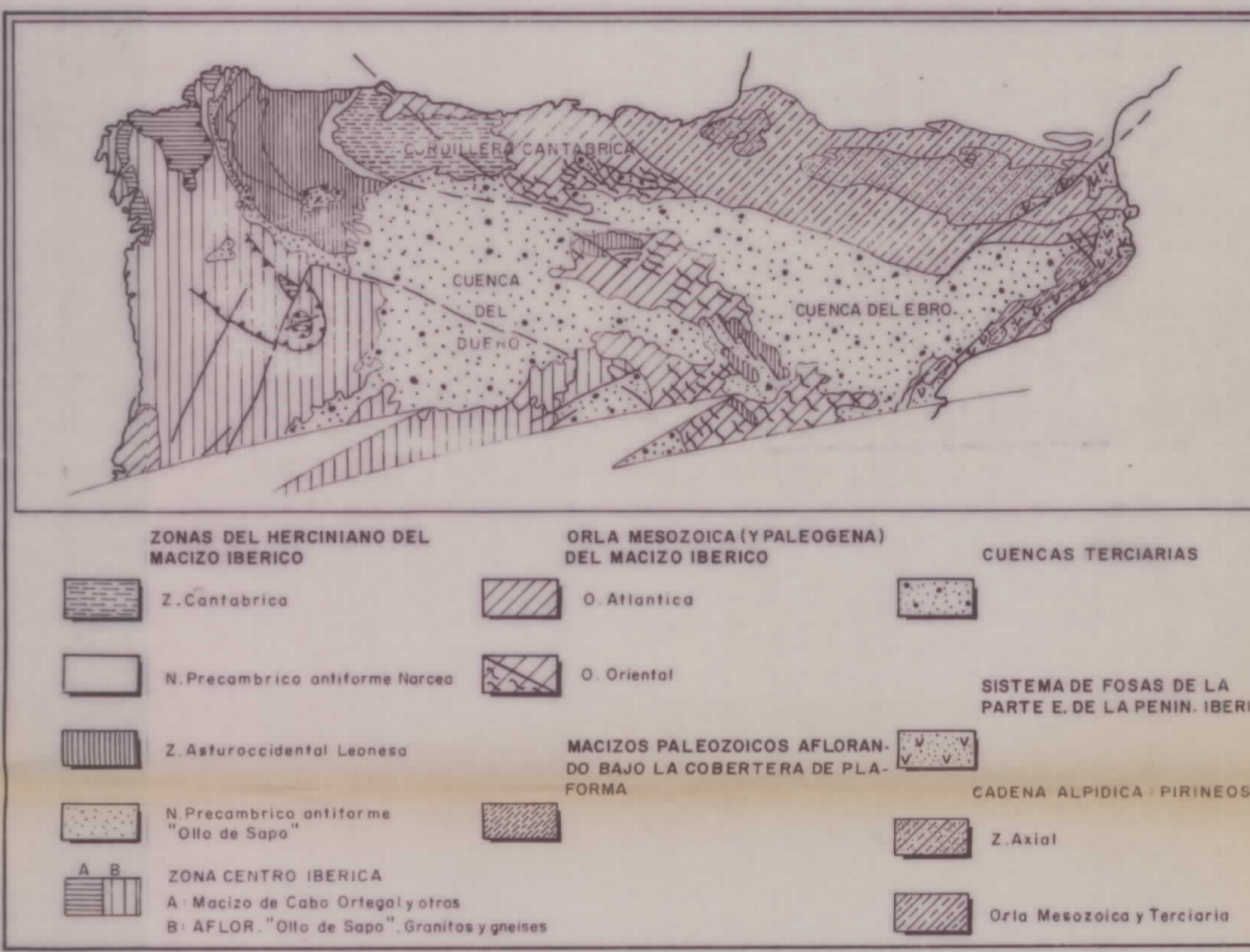 CORDILLERA CANTABRICA
CUENCA
DEL
DUERO
CUENCA DEL EBRO.
ZONAS DEL HERCINIANO DEL
MACIZO IBERICO
Z. Cantabrica
N. Precambrico antiforme Narcea
Z. Asturoccidental Leonesa
N. Precambrico antiforme
"Ollo de Sapo"
A B
ZONA CENTRO IBERICA
A: Macizo de Cabo Ortegal y otros
B: AFLOR. "Ollo de Sapo". Granitos y gneises
ORLA MESOZOICA (Y PALEOGENA)
DEL MACIZO IBERICO
O. Atlantica
O. Oriental
MACIZOS PALEOZOICOS AFLORAN-
DO BAJO LA COBERTERA DE PLA-
FORMA
CUENCAS TERCIARIAS
SISTEMA DE FOSAS DE LA
PARTE E. DE LA PENIN. IBERI
CADENA ALPIDICA: PIRINEOS
Z. Axial
Orla Mesozoica y Terciaria